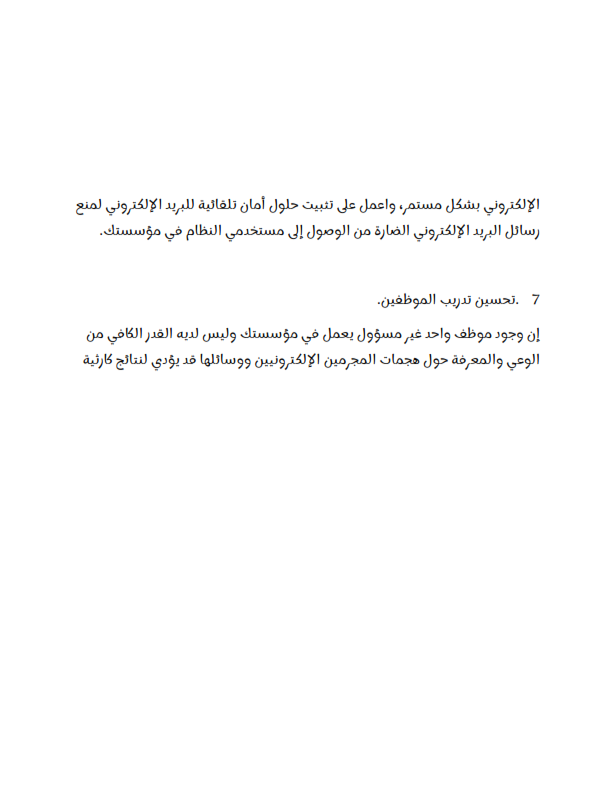 الإلكتروني بشكل مستمر، واعمل على تثبيت حلول أمان تلقائية للبريد الإلكتروني لمنع
رسائل البريد الإلكتروني الضارة من الوصول إلى مستخدمي النظام في مؤسستك.
7 .تحسين تدريب الموظفين.
إن وجود موظف واحد غير مسؤول يعمل في مؤسستك وليس لديه القدر الكافي من
الوعي والمعرفة حول هجمات المجرمين الإلكترونيين ووسائلها قد يؤدي لنتائج كارثية